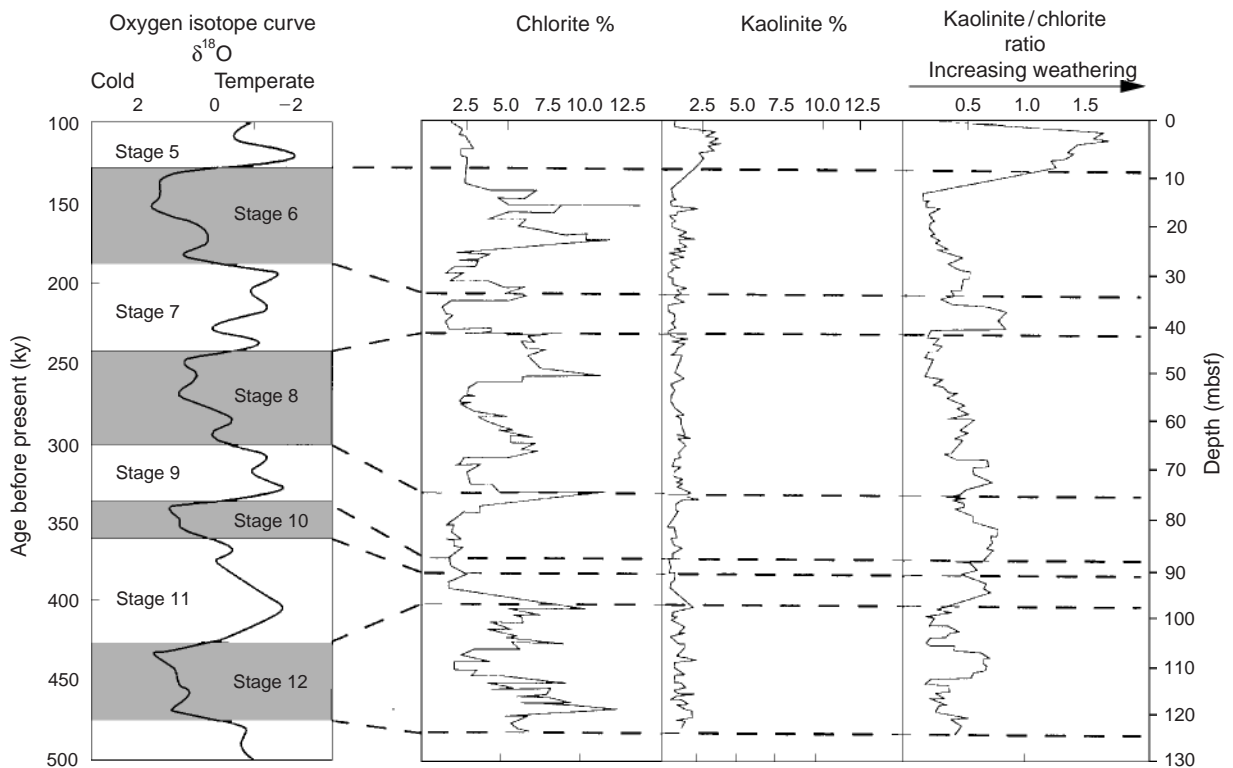 Oxygen isotope curve
δ18O
Cold Temperate
2 0 −2
Chlorite %
2.5 5.0 7.5 10.0 12.5
Kaolinite %
2.5 5.0 7.5 10.0 12.5
Kaolinite/chlorite
ratio
Increasing weathering
0.5 1.0 1.5
Age before present (ky)
100
150
200
250
300
350
400
450
500
Stage 5
Stage 6
Stage 7
Stage 8
Stage 9
Stage 10
Stage 11
Stage 12
Depth (mbsf)
0
10
20
30
40
50
60
70
80
90
100
110
120
130